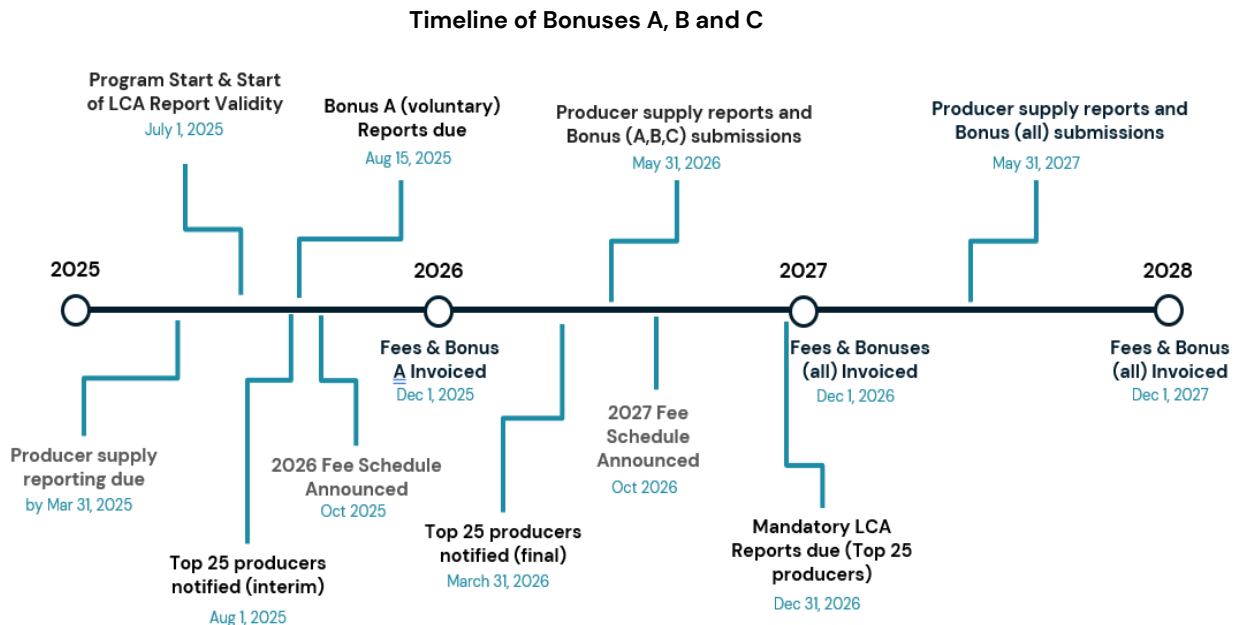 Timeline of Bonuses A, B and C
Program Start & Start
of LCA Report Validity
July 1, 2025
Bonus A (voluntary)
Reports due
Aug 15, 2025
Producer supply reports and
Bonus (A,B,C) submissions
May 31, 2026
Producer supply reports and
Bonus (all) submissions
May 31, 2027
2025
2026
2027
2028
Fees & Bonus
A Invoiced
Dec 1, 2025
Fees & Bonuses
(all) Invoiced
Dec 1, 2026
Fees & Bonus
(all) Invoiced
Dec 1, 2027
Producer supply
reporting due
by Mar 31, 2025
Top 25 producers
notified (interim)
Aug 1, 2025
2026 Fee Schedule
Announced
Oct 2025
Top 25 producers
notified (final)
March 31, 2026
2027 Fee
Schedule
Announced
Oct 2026
Mandatory LCA
Reports due (Top 25
producers)
Dec 31, 2026